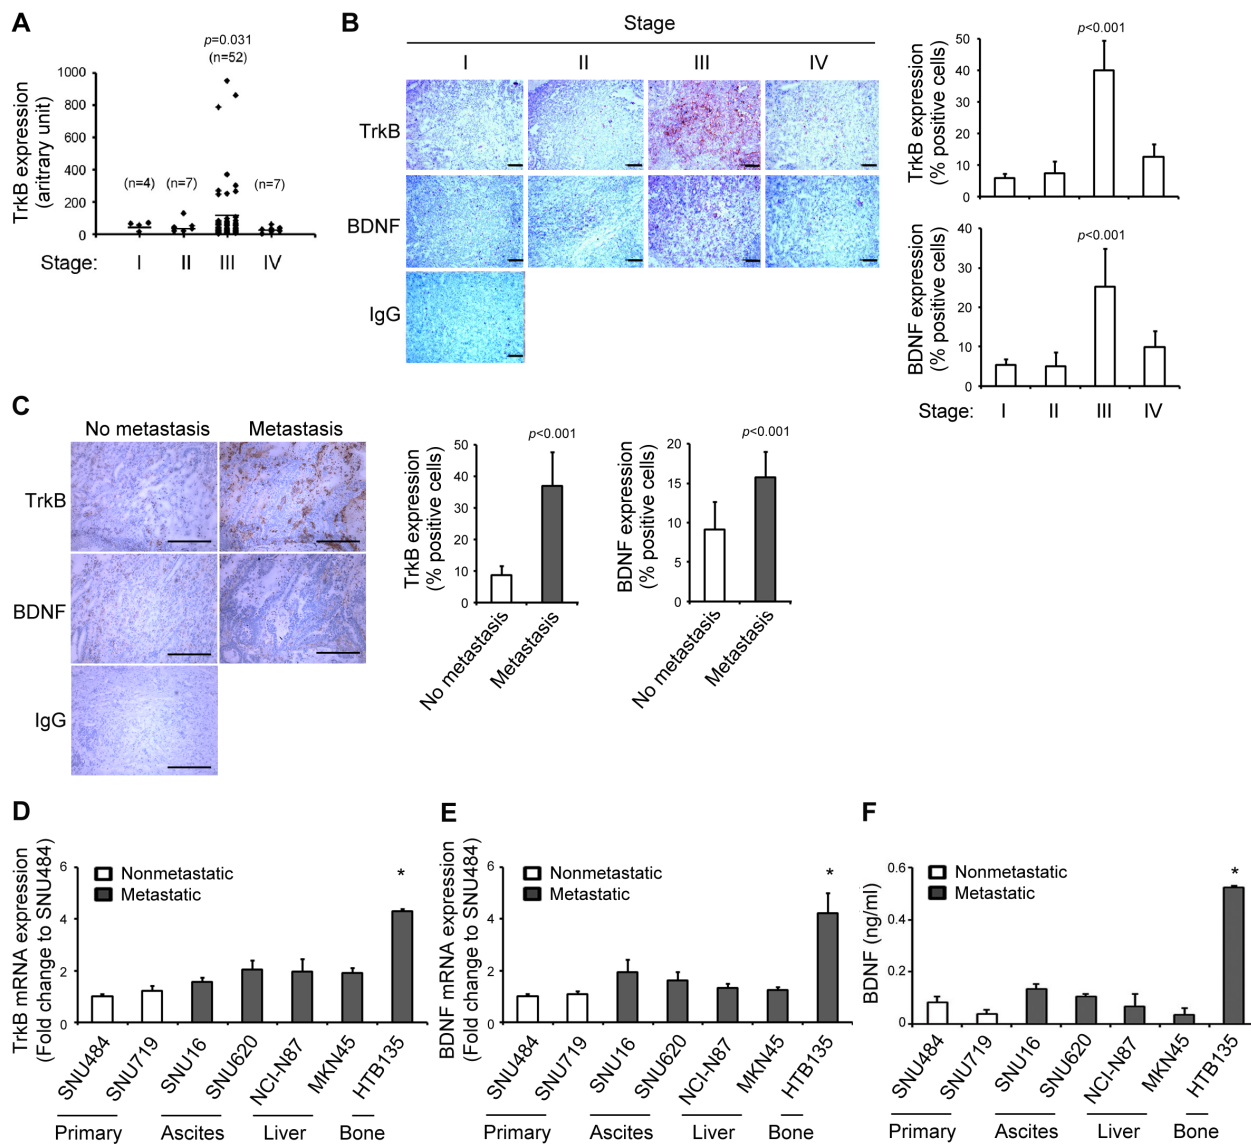 A
p=0.031
(n=52)
TrkB expression
(aritrary unit)
1000
800
600
400
200
0
(n=4)
(n=7)
(n=7)
Stage:
I
II
III
IV
B
Stage
I
II
III
IV
TrkB
BDNF
IgG
p<0.001
TrkB expression
(% positive cells)
50
40
30
20
10
0
p<0.001
BDNF expression
(% positive cells)
40
30
20
10
0
Stage:
I
II
III
IV
C
No metastasis
Metastasis
TrkB
BDNF
IgG
p<0.001
TrkB expression
(% positive cells)
50
40
30
20
10
0
No metastasis
Metastasis
p<0.001
BDNF expression
(% positive cells)
20
15
10
5
0
No metastasis
Metastasis
D
TrkB mRNA expression
(Fold change to SNU484)
6
4
2
0
Nonmetastatic
Metastatic
*
SNU484
SNU719
SNU16
SNU620
NCI-N87
MKN45
HTB135
Primary
Ascites
Liver
Bone
E
BDNF mRNA expression
(Fold change to SNU484)
6
4
2
0
Nonmetastatic
Metastatic
*
SNU484
SNU719
SNU16
SNU620
NCI-N87
MKN45
HTB135
Primary
Ascites
Liver
Bone
F
BDNF (ng/ml)
0.6
0.4
0.2
0
Nonmetastatic
Metastatic
*
SNU484
SNU719
SNU16
SNU620
NCI-N87
MKN45
HTB135
Primary
Ascites
Liver
Bone